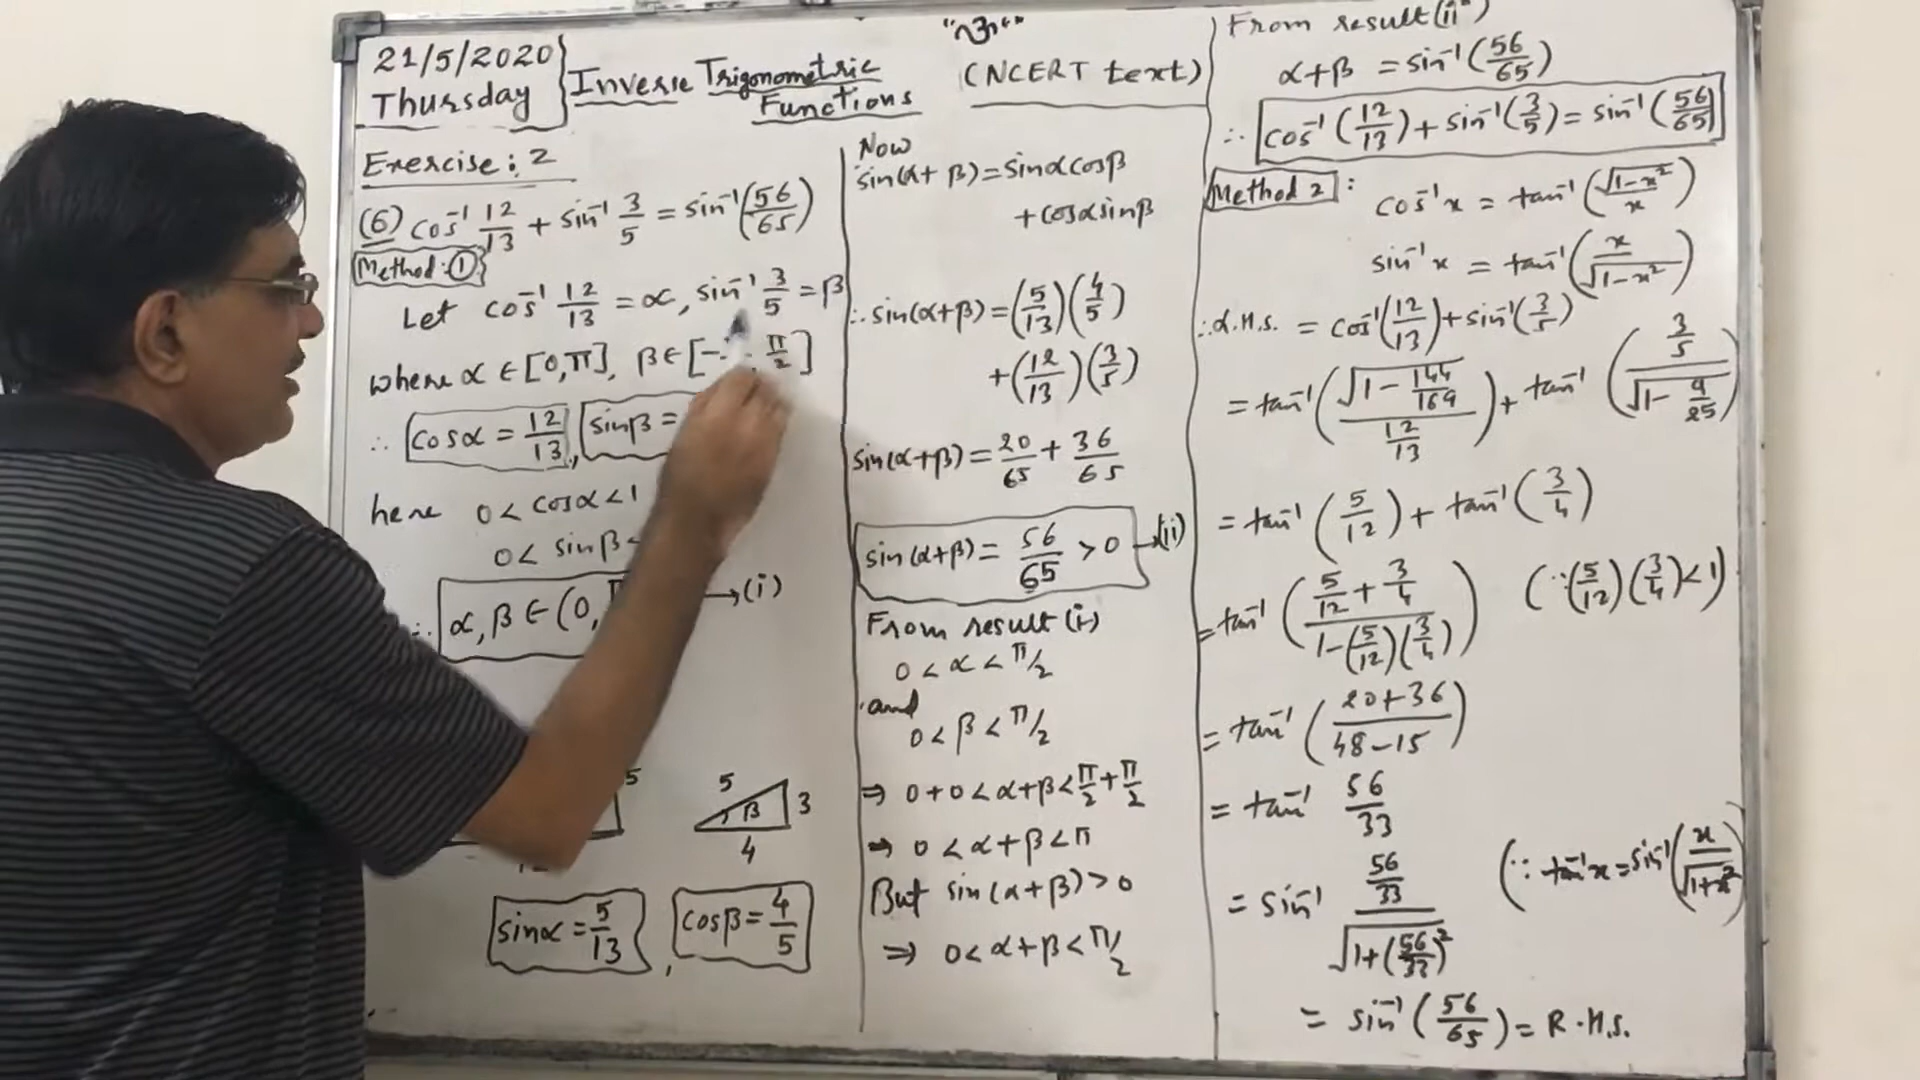 "ॐ"
21/5/2020
Thursday
Inverse Trigonometric
Functions
(NCERT text)
Exercise: 2
(6) cos⁻¹ 12/13 + sin⁻¹ 3/5 = sin⁻¹(56/65)
Method: ①
Let cos⁻¹ 12/13 = α, sin⁻¹ 3/5 = β
where α ∈ [0, π], β ∈ [- , π/2]
∴ cosα = 12/13, sinβ =
here 0 < cosα < 1
0 < sinβ <
∴ α, β ∈ (0, → (i)
5
5 β 3
4
sinα = 5/13, cosβ = 4/5
Now
sin(α+β) = sinα cosβ
+ cosα sinβ
∴ sin(α+β) = (5/13)(4/5)
+ (12/13)(3/5)
sin(α+β) = 20/65 + 36/65
sin(α+β) = 56/65 > 0 → (ii)
From result (i)
0 < α < π/2
and
0 < β < π/2
⇒ 0+0 < α+β < π/2 + π/2
⇒ 0 < α+β < π
But sin(α+β) > 0
⇒ 0 < α+β < π/2
From result (ii)
α+β = sin⁻¹(56/65)
∴ cos⁻¹(12/13) + sin⁻¹(3/5) = sin⁻¹(56/65)
Method 2: cos⁻¹x = tan⁻¹(√(1-x²)/x)
sin⁻¹x = tan⁻¹(x/√(1-x²))
∴ L.H.S. = cos⁻¹(12/13) + sin⁻¹(3/5)
= tan⁻¹(√(1 - 144/169)/(12/13)) + tan⁻¹((3/5)/√(1 - 9/25))
= tan⁻¹(5/12) + tan⁻¹(3/4)
= tan⁻¹((5/12 + 3/4)/(1-(5/12)(3/4))) (∵ (5/12)(3/4) < 1)
= tan⁻¹((20+36)/(48-15))
= tan⁻¹ 56/33
= sin⁻¹ (56/33)/√(1+(56/33)²) (∵ tan⁻¹x = sin⁻¹(x/√(1+x²)))
= sin⁻¹(56/65) = R.H.S.